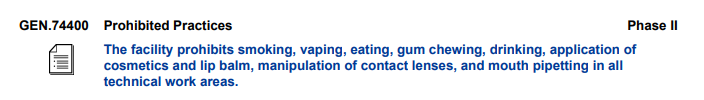 GEN.74400 Prohibited Practices Phase II
The facility prohibits smoking, vaping, eating, gum chewing, drinking, application of
cosmetics and lip balm, manipulation of contact lenses, and mouth pipetting in all
technical work areas.